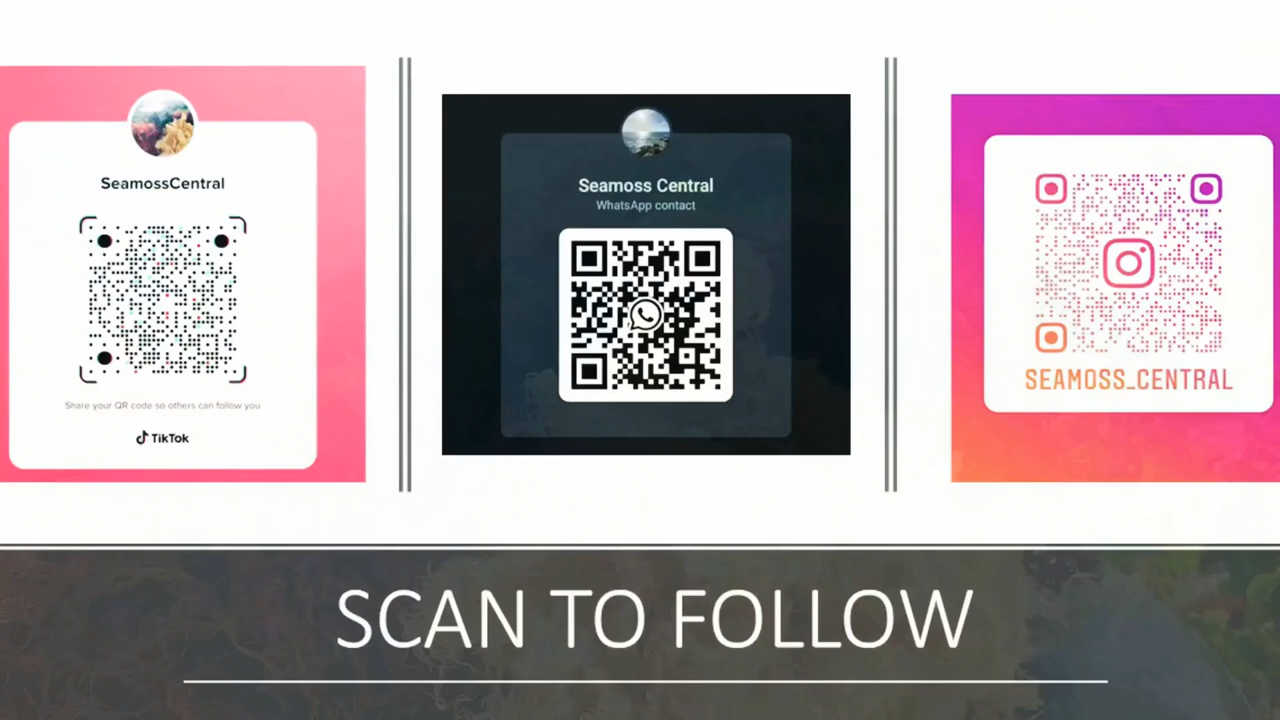 SeamossCentral
Share your QR code so others can follow you
TikTok
Seamoss Central
WhatsApp contact
SEAMOSS_CENTRAL
SCAN TO FOLLOW